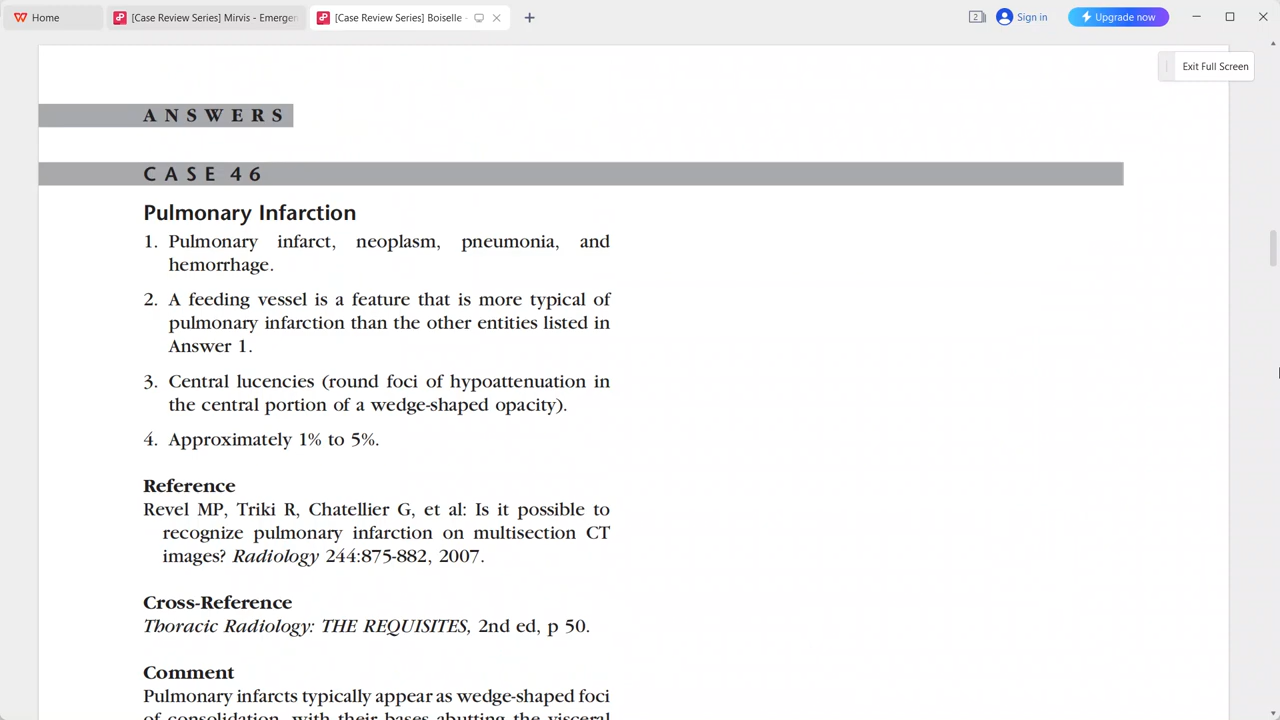 Home
[Case Review Series] Mirvis - Emergen
[Case Review Series] Boiselle -
2
Sign in
Upgrade now
Exit Full Screen
ANSWERS
CASE 46
Pulmonary Infarction
1. Pulmonary infarct, neoplasm, pneumonia, and
hemorrhage.
2. A feeding vessel is a feature that is more typical of
pulmonary infarction than the other entities listed in
Answer 1.
3. Central lucencies (round foci of hypoattenuation in
the central portion of a wedge-shaped opacity).
4. Approximately 1% to 5%.
Reference
Revel MP, Triki R, Chatellier G, et al: Is it possible to
recognize pulmonary infarction on multisection CT
images? Radiology 244:875-882, 2007.
Cross-Reference
Thoracic Radiology: THE REQUISITES, 2nd ed, p 50.
Comment
Pulmonary infarcts typically appear as wedge-shaped foci
of consolidation, with their bases abutting the visceral